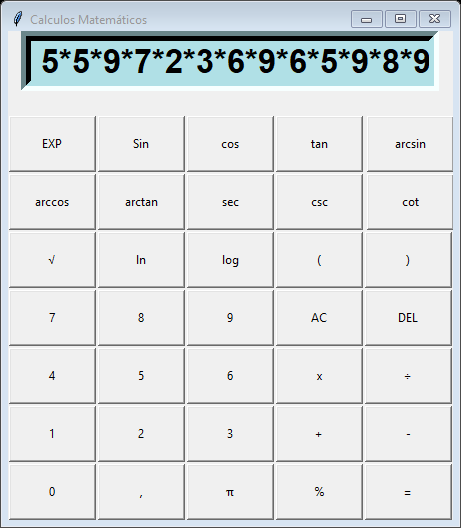 Calculos Matemáticos
5*5*9*7*2*3*6*9*6*5*9*8*9
EXP Sin cos tan arcsin
arccos arctan sec csc cot
√ ln log ( )
7 8 9 AC DEL
4 5 6 x ÷
1 2 3 + -
0 , π % =